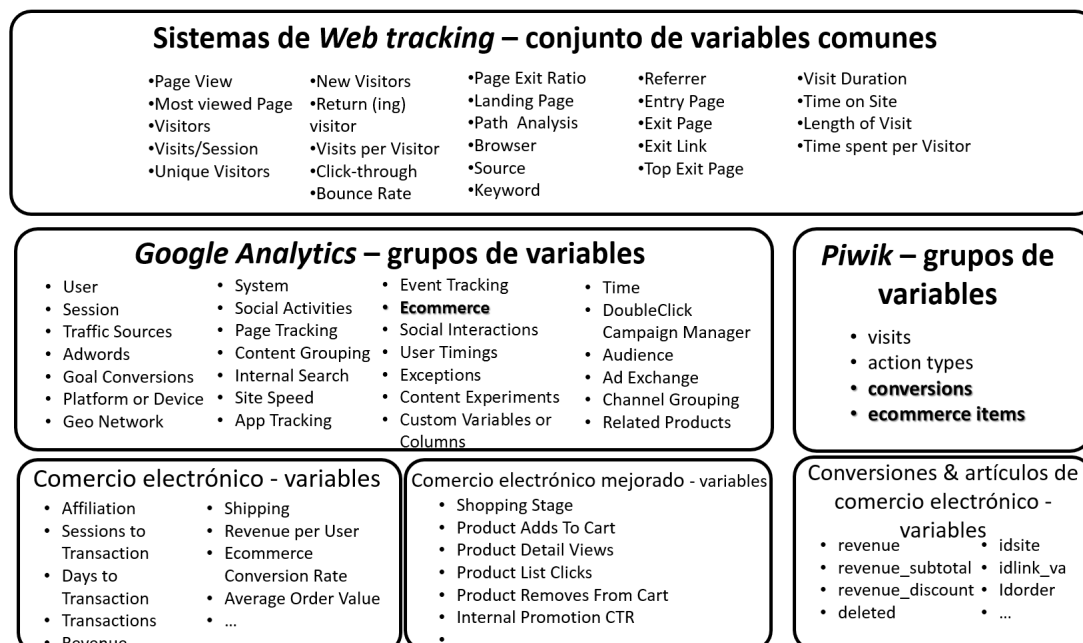 Sistemas de Web tracking – conjunto de variables comunes
•Page View
•Most viewed Page
•Visitors
•Visits/Session
•Unique Visitors
•New Visitors
•Return (ing)
visitor
•Visits per Visitor
•Click-through
•Bounce Rate
•Page Exit Ratio
•Landing Page
•Path Analysis
•Browser
•Source
•Keyword
•Referrer
•Entry Page
•Exit Page
•Exit Link
•Top Exit Page
•Visit Duration
•Time on Site
•Length of Visit
•Time spent per Visitor
Google Analytics – grupos de variables
• User
• Session
• Traffic Sources
• Adwords
• Goal Conversions
• Platform or Device
• Geo Network
• System
• Social Activities
• Page Tracking
• Content Grouping
• Internal Search
• Site Speed
• App Tracking
• Event Tracking
• Ecommerce
• Social Interactions
• User Timings
• Exceptions
• Content Experiments
• Custom Variables or
Columns
• Time
• DoubleClick
Campaign Manager
• Audience
• Ad Exchange
• Channel Grouping
• Related Products
Piwik – grupos de
variables
• visits
• action types
• conversions
• ecommerce items
Comercio electrónico - variables
• Affiliation
• Sessions to
Transaction
• Days to
Transaction
• Transactions
• Revenue
• Shipping
• Revenue per User
• Ecommerce
Conversion Rate
• Average Order Value
• ...
Comercio electrónico mejorado - variables
• Shopping Stage
• Product Adds To Cart
• Product Detail Views
• Product List Clicks
• Product Removes From Cart
• Internal Promotion CTR
•
Conversiones & artículos de
comercio electrónico -
variables
• revenue
• revenue_subtotal
• revenue_discount
• deleted
• idsite
• idlink_va
• Idorder
• ...